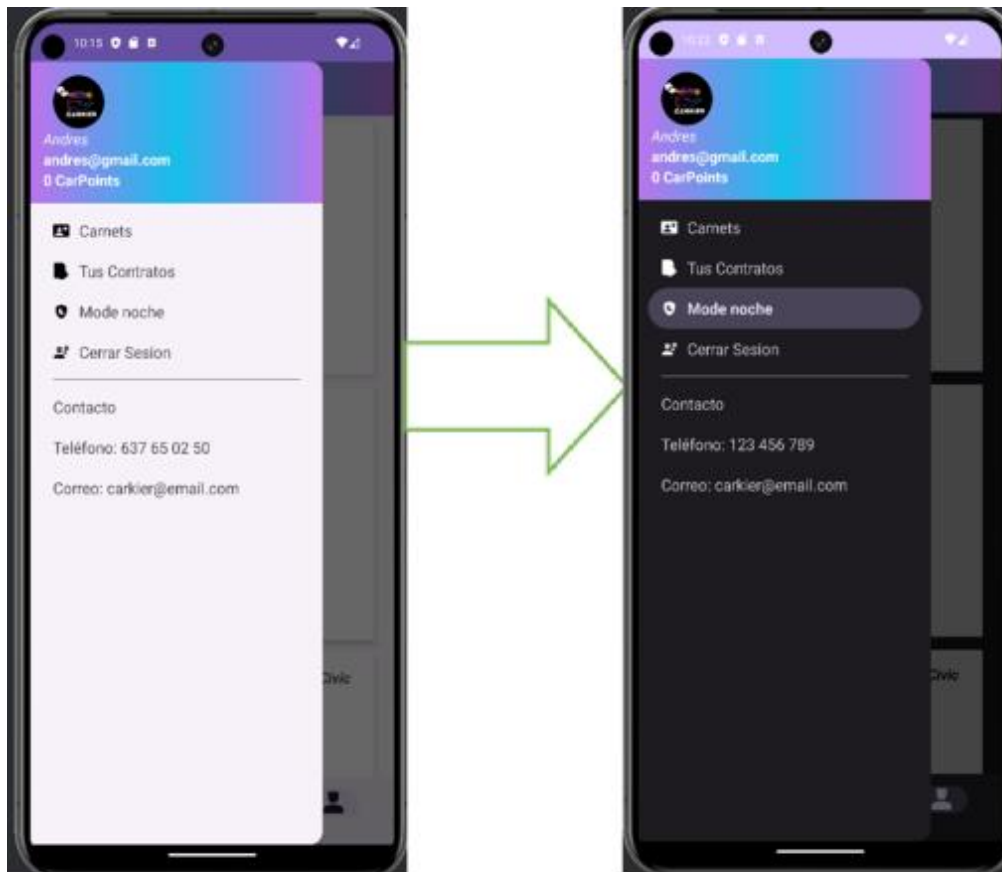 10:15
CARKIER
Andres
andres@gmail.com
0 CarPoints
Carnets
Tus Contratos
Mode noche
Cerrar Sesion
Contacto
Teléfono: 637 65 02 50
Correo: carkier@email.com
Civic
CARKIER
Andres
andres@gmail.com
0 CarPoints
Carnets
Tus Contratos
Mode noche
Cerrar Sesion
Contacto
Teléfono: 123 456 789
Correo: carkier@email.com
Civic